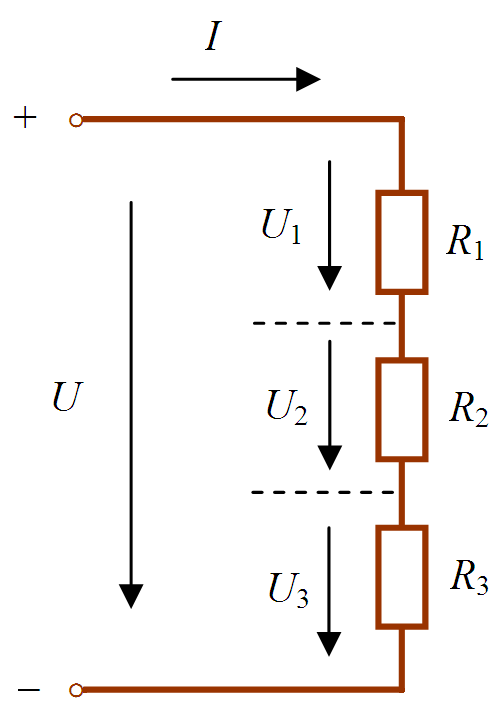 I
+
U₁
R₁
U
U₂
R₂
U₃
R₃
−